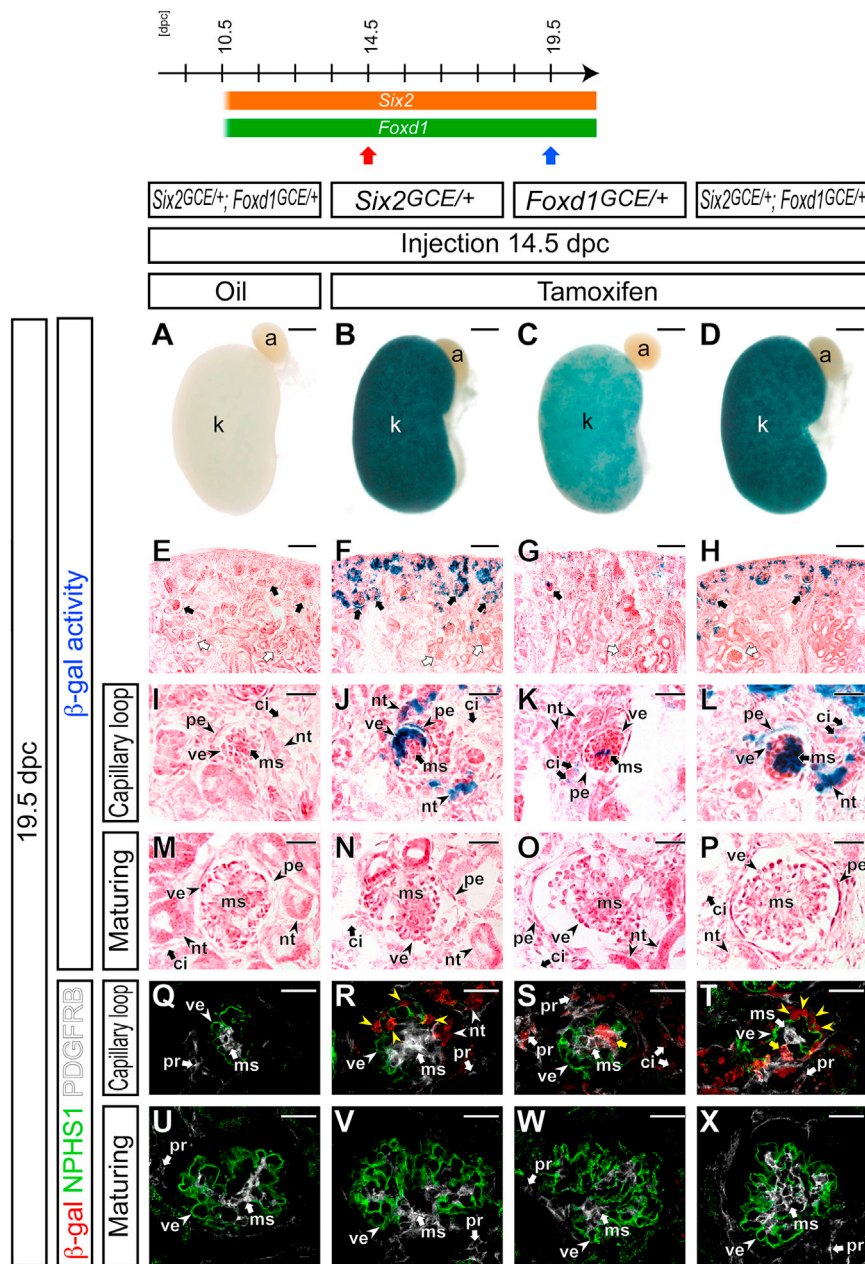 [dpc]
10.5
14.5
19.5
Six2
Foxd1
Six2GCE/+; Foxd1GCE/+
Six2GCE/+
Foxd1GCE/+
Six2GCE/+; Foxd1GCE/+
Injection 14.5 dpc
Oil
Tamoxifen
19.5 dpc
β-gal activity
A a k
B a k
C a k
D a k
E
F
G
H
Capillary loop
I ci pe ve nt ms
J nt pe ci ve ms nt
K nt ve ci ms pe
L pe ci ve ms nt
Maturing
M pe ve ms nt ci
N pe ms ci ve nt
O ms pe ve nt ci
P ve pe ms ci nt
β-gal NPHS1 PDGFRB
Capillary loop
Q ve pr ms
R nt ve ms pr
S pr pr ms ve ci
T ms ve pr
Maturing
U pr ve ms
V ms pr ve
W pr ms ve
X ms ve pr